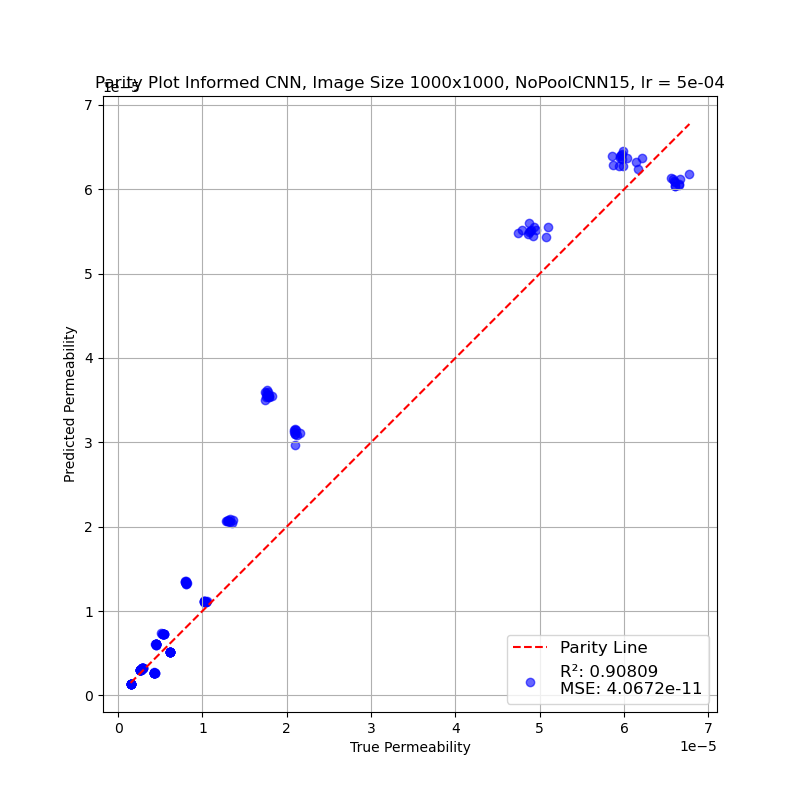 Parity Plot Informed CNN, Image Size 1000x1000, NoPoolCNN15, lr = 5e-04
1e−5
7
6
5
4
3
2
1
0
Predicted Permeability
Parity Line
R²: 0.90809
MSE: 4.0672e-11
0 1 2 3 4 5 6 7
True Permeability
1e−5